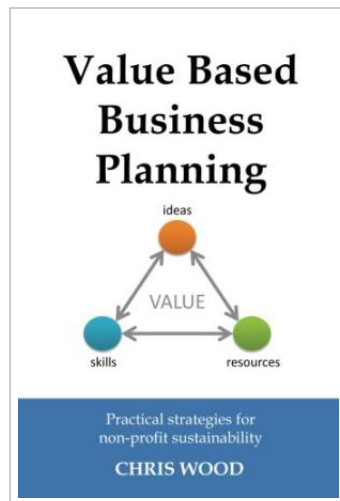 Value Based
Business
Planning
ideas
VALUE
skills
resources
Practical strategies for
non-profit sustainability
CHRIS WOOD